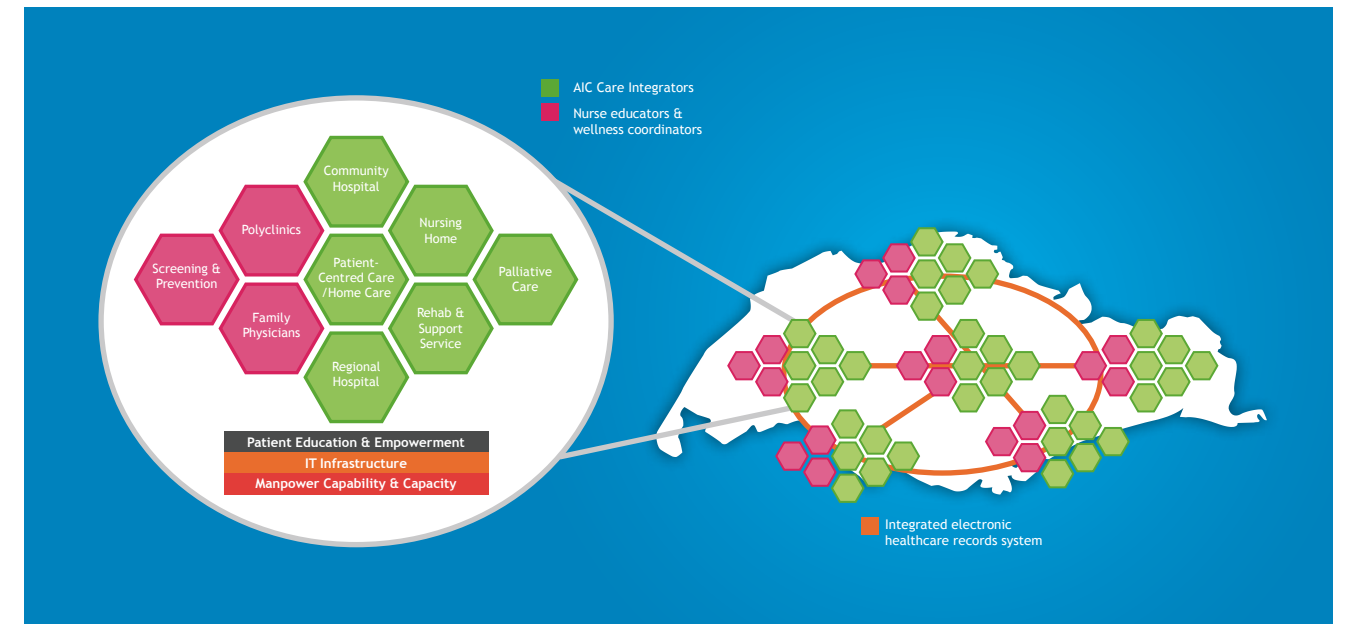 AIC Care Integrators
Nurse educators &
wellness coordinators
Community
Hospital
Polyclinics
Nursing
Home
Screening &
Prevention
Patient-
Centred Care
/Home Care
Palliative
Care
Family
Physicians
Rehab &
Support
Service
Regional
Hospital
Patient Education & Empowerment
IT Infrastructure
Manpower Capability & Capacity
Integrated electronic
healthcare records system